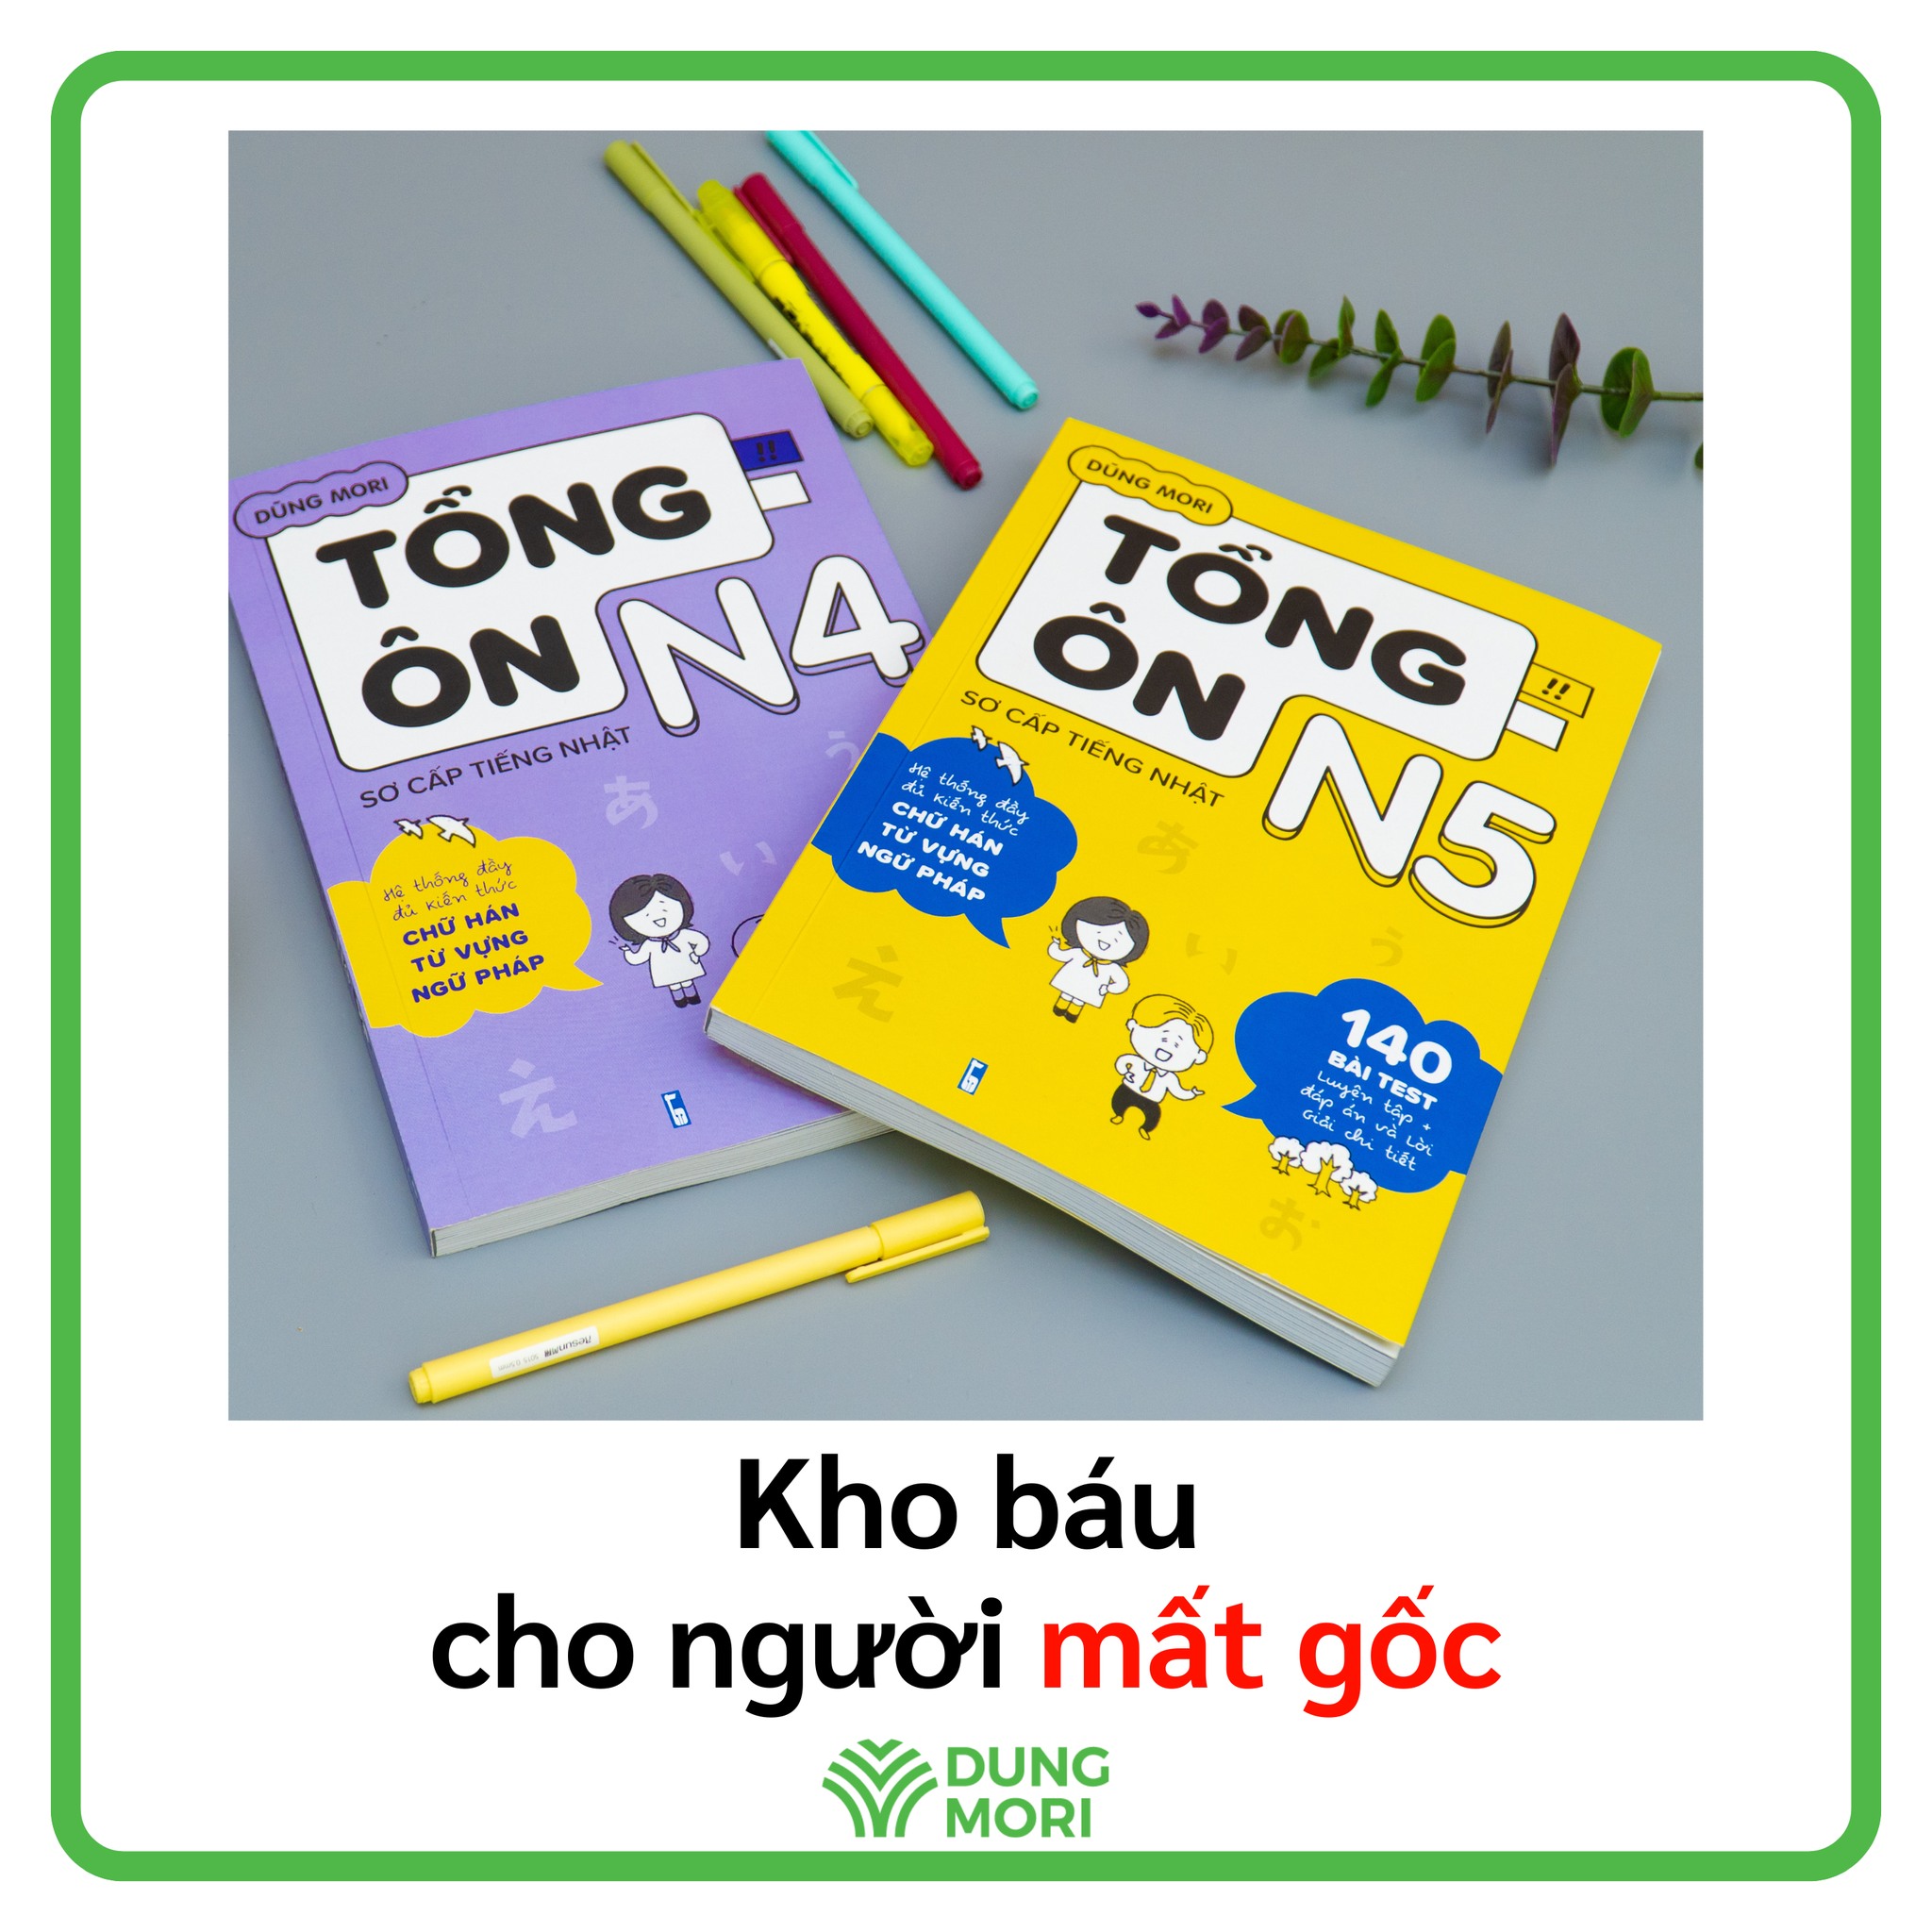 DŨNG MORI
TỔNG
ÔN N4
!!
SƠ CẤP TIẾNG NHẬT
Hệ thống đầy
đủ kiến thức
CHỮ HÁN
TỪ VỰNG
NGỮ PHÁP
あ
い
う
え
DŨNG MORI
TỔNG
ÔN N5
!!
SƠ CẤP TIẾNG NHẬT
Hệ thống đầy
đủ kiến thức
CHỮ HÁN
TỪ VỰNG
NGỮ PHÁP
あ
い
う
え
お
140
BÀI TEST
Luyện tập +
đáp án và lời
giải chi tiết
Kho báu
cho người mất gốc
DUNG
MORI